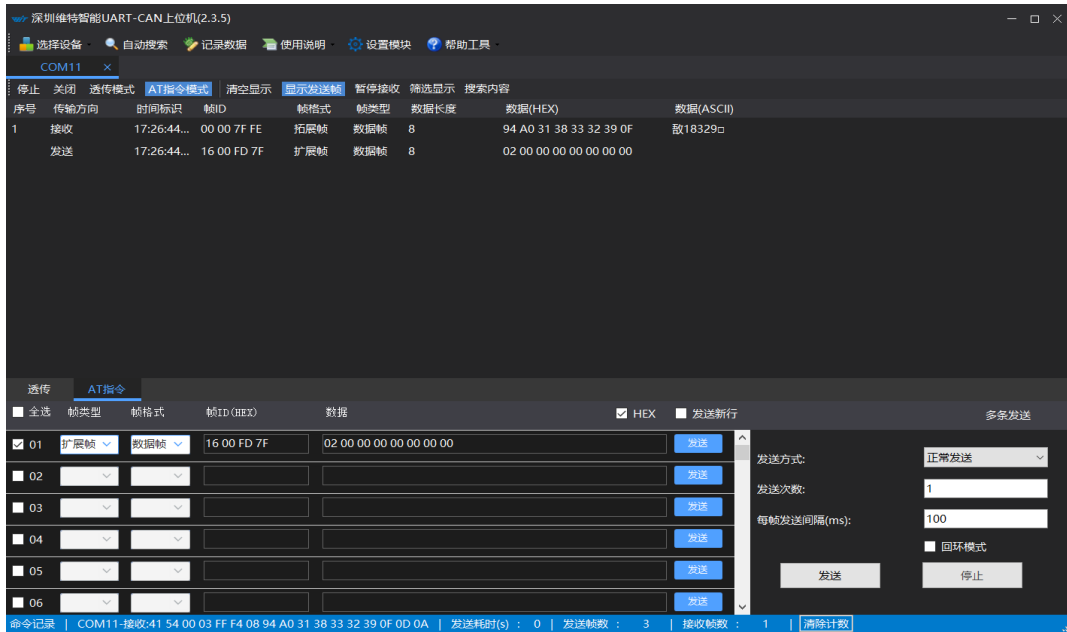 深圳维特智能UART-CAN上位机(2.3.5)
选择设备 自动搜索 记录数据 使用说明 设置模块 帮助工具
COM11 ×
停止 关闭 透传模式 AT指令模式 清空显示 显示发送帧 暂停接收 筛选显示 搜索内容
序号 传输方向 时间标识 帧ID 帧格式 帧类型 数据长度 数据(HEX) 数据(ASCII)
1 接收 17:26:44... 00 00 7F FE 拓展帧 数据帧 8 94 A0 31 38 33 32 39 0F 敔18329□
发送 17:26:44... 16 00 FD 7F 扩展帧 数据帧 8 02 00 00 00 00 00 00 00
透传 AT指令
全选 帧类型 帧格式 帧ID(HEX) 数据 HEX 发送新行 多条发送
01 扩展帧 数据帧 16 00 FD 7F 02 00 00 00 00 00 00 00 发送
发送方式: 正常发送
02 发送
发送次数: 1
03 发送
每帧发送间隔(ms): 100
04 发送
回环模式
05 发送
发送 停止
06 发送
命令记录 | COM11-接收:41 54 00 03 FF F4 08 94 A0 31 38 33 32 39 0F 0D 0A | 发送耗时(s) : 0 | 发送帧数 : 3 | 接收帧数 : 1 | 清除计数